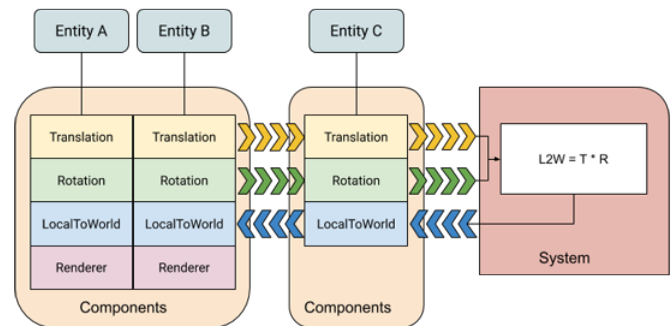 Entity A
Entity B
Entity C
Translation
Translation
Translation
Rotation
Rotation
Rotation
L2W = T * R
LocalToWorld
LocalToWorld
LocalToWorld
Renderer
Renderer
System
Components
Components